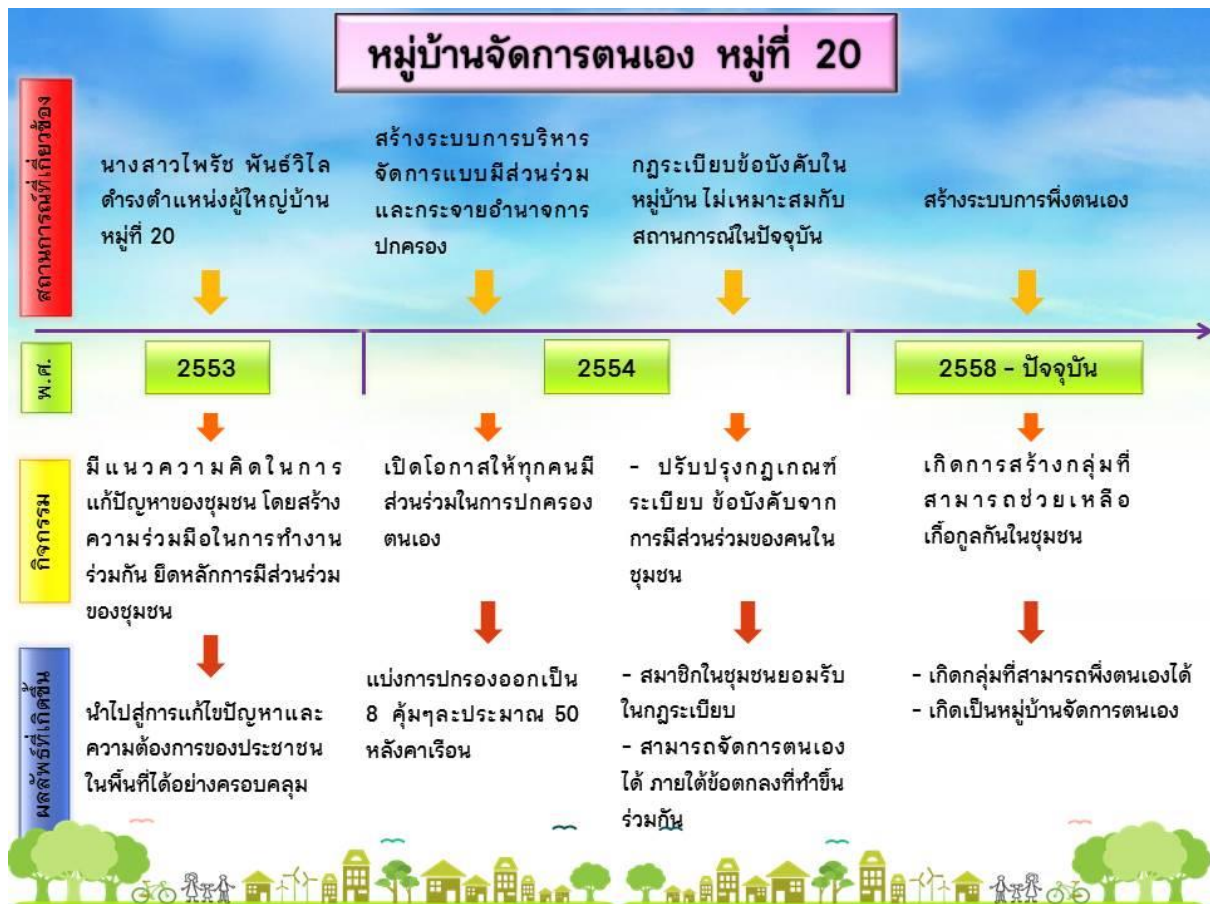 หมู่บ้านจัดการตนเอง หมู่ที่ 20
สถานการณ์ที่เกี่ยวข้อง
นางสาวไพรัช พันธ์วิไล
ดำรงตำแหน่งผู้ใหญ่บ้าน
หมู่ที่ 20
สร้างระบบการบริหาร
จัดการแบบมีส่วนร่วม
และกระจายอำนาจการ
ปกครอง
กฎระเบียบข้อบังคับใน
หมู่บ้าน ไม่เหมาะสมกับ
สถานการณ์ในปัจจุบัน
สร้างระบบการพึ่งตนเอง
พ.ศ.
2553
2554
2558 - ปัจจุบัน
กิจกรรม
มีแนวความคิดในการ
แก้ปัญหาของชุมชน โดยสร้าง
ความร่วมมือในการทำงาน
ร่วมกัน ยึดหลักการมีส่วนร่วม
ของชุมชน
เปิดโอกาสให้ทุกคนมี
ส่วนร่วมในการปกครอง
ตนเอง
- ปรับปรุงกฎเกณฑ์
ระเบียบ ข้อบังคับจาก
การมีส่วนร่วมของคนใน
ชุมชน
เกิดการสร้างกลุ่มที่
สามารถช่วยเหลือ
เกื้อกูลกันในชุมชน
ผลลัพธ์ที่เกิดขึ้น
นำไปสู่การแก้ไขปัญหาและ
ความต้องการของประชาชน
ในพื้นที่ได้อย่างครอบคลุม
แบ่งการปกรองออกเป็น
8 คุ้มๆละประมาณ 50
หลังคาเรือน
- สมาชิกในชุมชนยอมรับ
ในกฎระเบียบ
- สามารถจัดการตนเอง
ได้ ภายใต้ข้อตกลงที่ทำขึ้น
ร่วมกัน
- เกิดกลุ่มที่สามารถพึ่งตนเองได้
- เกิดเป็นหมู่บ้านจัดการตนเอง